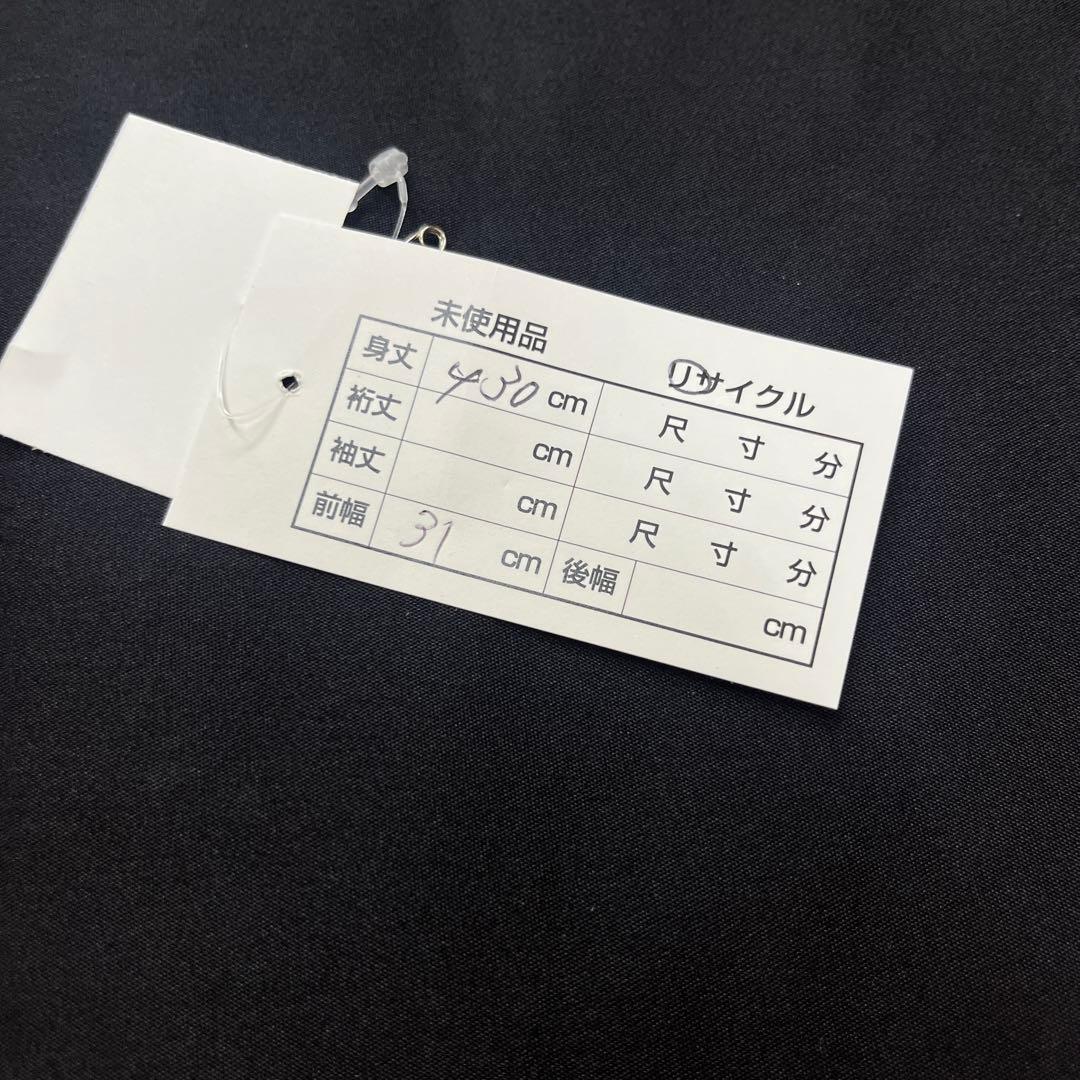 未使用品 リサイクル
身丈 430 cm 尺 寸 分
裄丈 cm 尺 寸 分
袖丈 cm 尺 寸 分
前幅 31 cm 後幅 cm